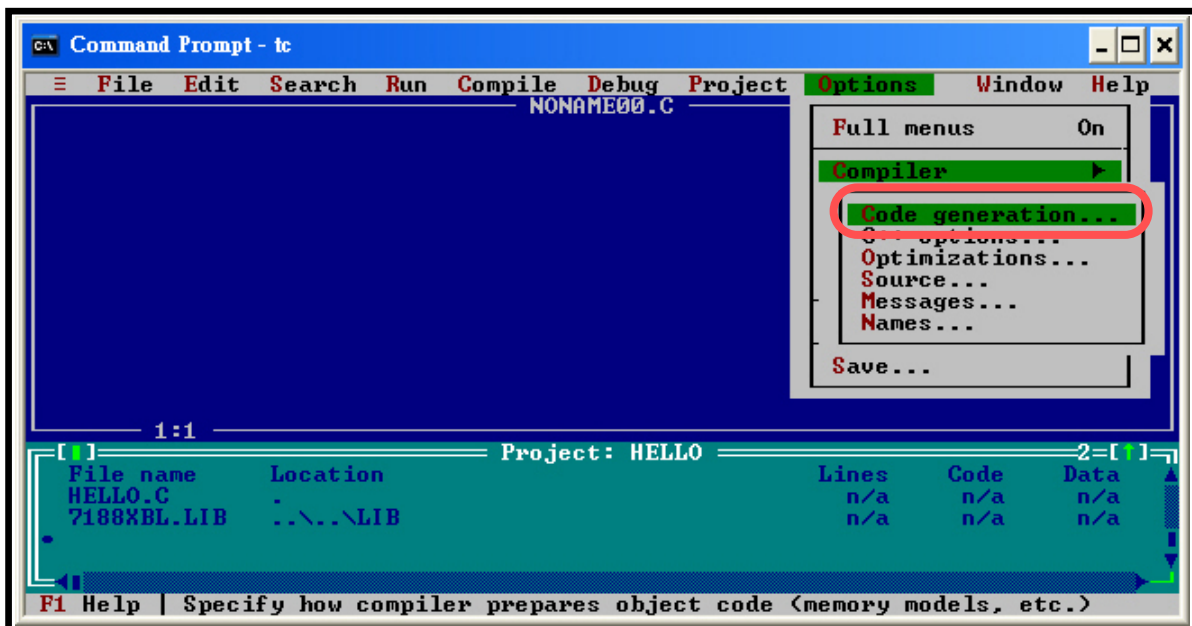 C:\ Command Prompt - tc
≡ File Edit Search Run Compile Debug Project Options Window Help
NONAME00.C
Full menus On
Compiler ►
Code generation...
C++ options...
Optimizations...
Source...
Messages...
Names...
Save...
1:1
Project: HELLO 2=[↑]
File name Location Lines Code Data
HELLO.C . n/a n/a n/a
7188XBL.LIB ..\..\LIB n/a n/a n/a
F1 Help | Specify how compiler prepares object code (memory models, etc.)